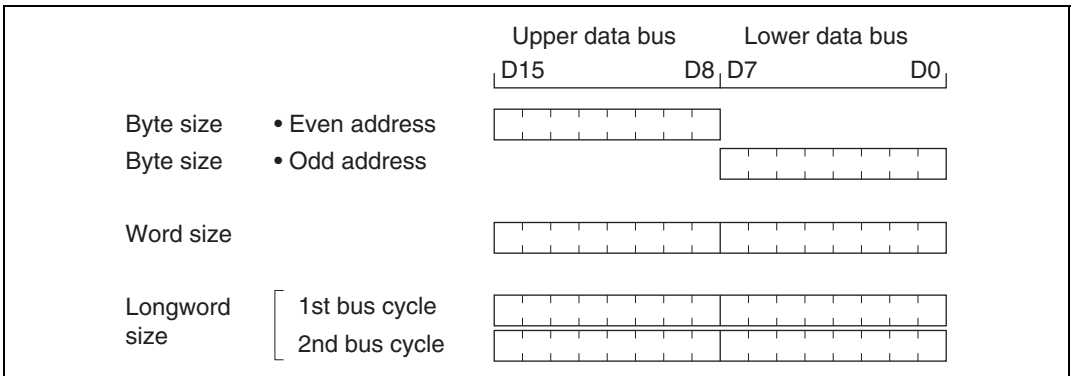 Upper data bus Lower data bus
D15 D8 D7 D0
Byte size • Even address
Byte size • Odd address
Word size
Longword size
1st bus cycle
2nd bus cycle